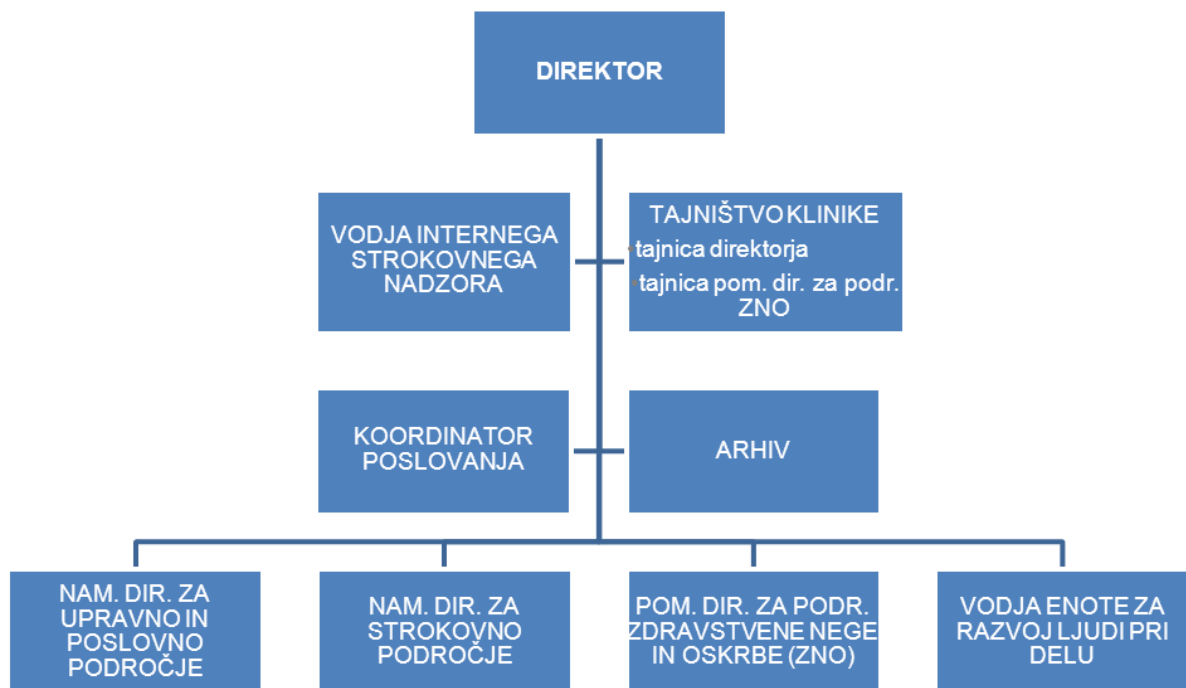 DIREKTOR
VODJA INTERNEGA
STROKOVNEGA
NADZORA
TAJNIŠTVO KLINIKE
•tajnica direktorja
•tajnica pom. dir. za podr.
ZNO
KOORDINATOR
POSLOVANJA
ARHIV
NAM. DIR. ZA
UPRAVNO IN
POSLOVNO
PODROČJE
NAM. DIR. ZA
STROKOVNO
PODROČJE
POM. DIR. ZA PODR.
ZDRAVSTVENE NEGE
IN OSKRBE (ZNO)
VODJA ENOTE ZA
RAZVOJ LJUDI PRI
DELU